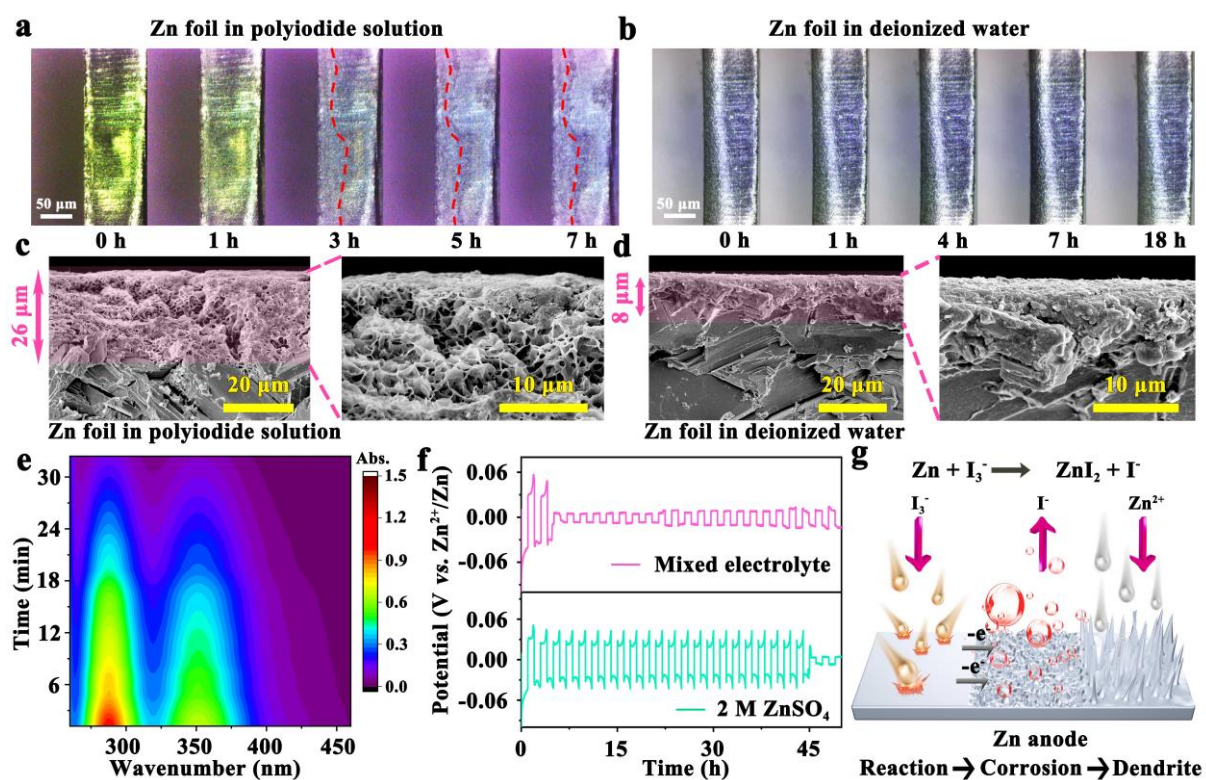 a
Zn foil in polyiodide solution
50 μm
0 h 1 h 3 h 5 h 7 h
b
Zn foil in deionized water
50 μm
0 h 1 h 4 h 7 h 18 h
c
26 μm
20 μm
10 μm
Zn foil in polyiodide solution
d
8 μm
20 μm
10 μm
Zn foil in deionized water
e
Abs.
1.5
1.2
0.9
0.6
0.3
0.0
Time (min)
30
24
18
12
6
300 350 400 450
Wavenumber (nm)
f
Potential (V vs. Zn²⁺/Zn)
0.06
0.00
-0.06
Mixed electrolyte
0.06
0.00
-0.06
2 M ZnSO₄
0 15 30 45
Time (h)
g
Zn + I₃⁻ → ZnI₂ + I⁻
I₃⁻ I⁻ Zn²⁺
-e⁻
-e⁻
Zn anode
Reaction → Corrosion → Dendrite